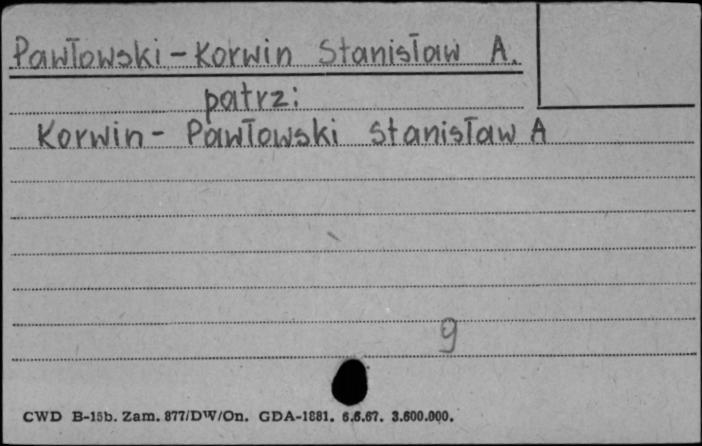 Pawłowski-Korwin Stanisław A.
patrz:
Korwin- Pawłowski Stanisław A
9
CWD B-15b. Zam. 877/DW/On. GDA-1881. 6.6.67. 3.600.000.